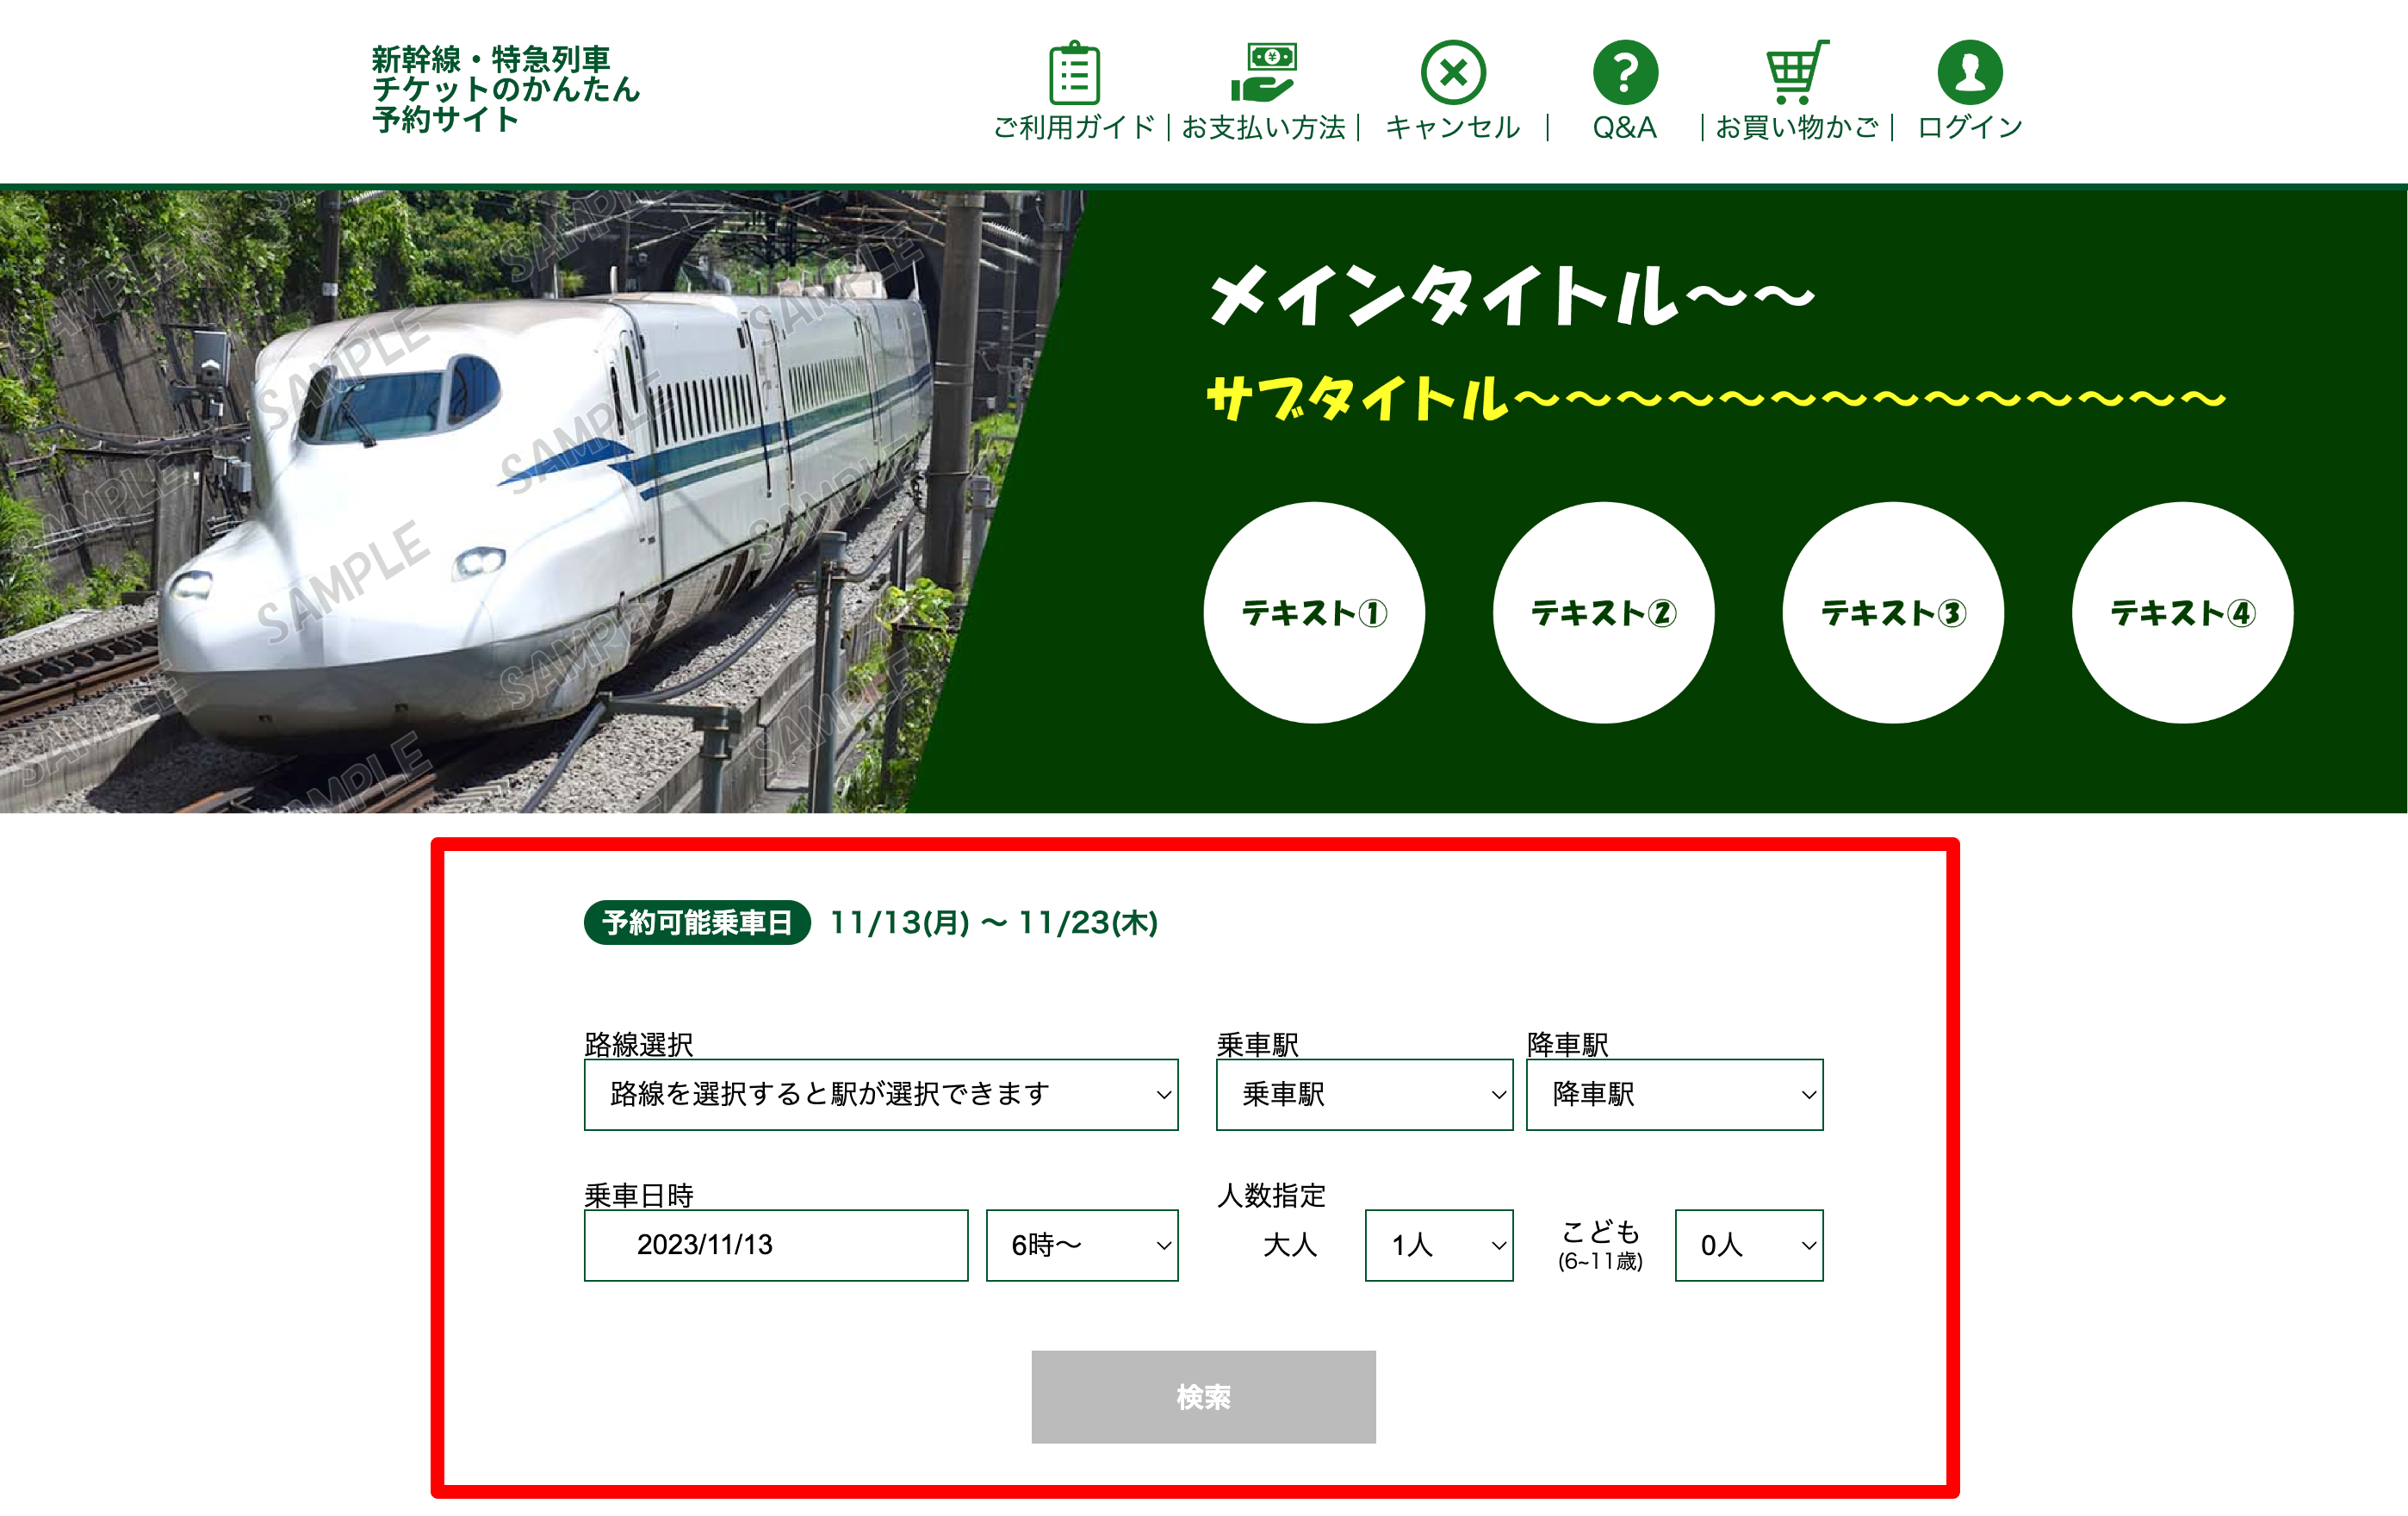 新幹線・特急列車
チケットのかんたん
予約サイト
ご利用ガイド
お支払い方法
キャンセル
Q&A
お買い物かご
ログイン
SAMPLE
メインタイトル〜〜
サブタイトル〜〜〜〜〜〜〜〜〜〜〜〜〜〜
テキスト①
テキスト②
テキスト③
テキスト④
予約可能乗車日 11/13(月) 〜 11/23(木)
路線選択
路線を選択すると駅が選択できます
乗車駅
乗車駅
降車駅
降車駅
乗車日時
2023/11/13
6時〜
人数指定
大人
1人
こども
(6~11歳)
0人
検索